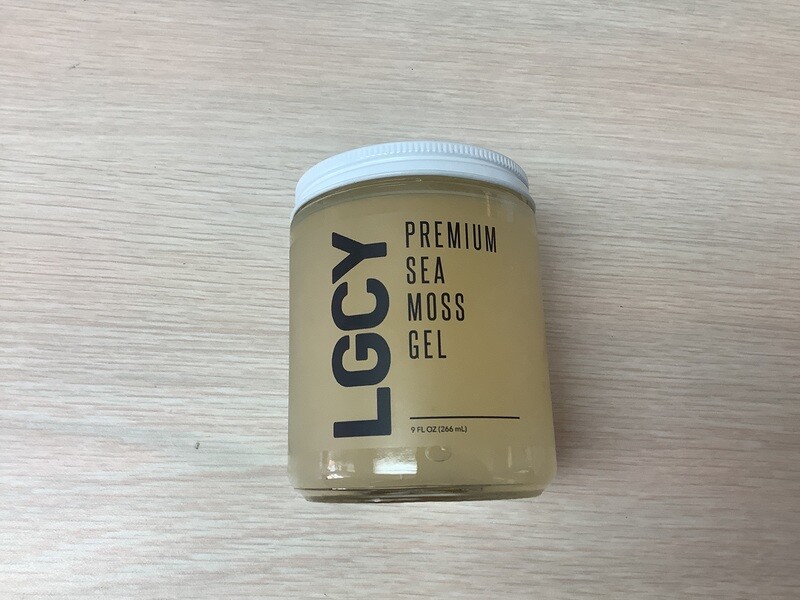 LGCY
PREMIUM
SEA
MOSS
GEL
9 FL OZ (266 mL)